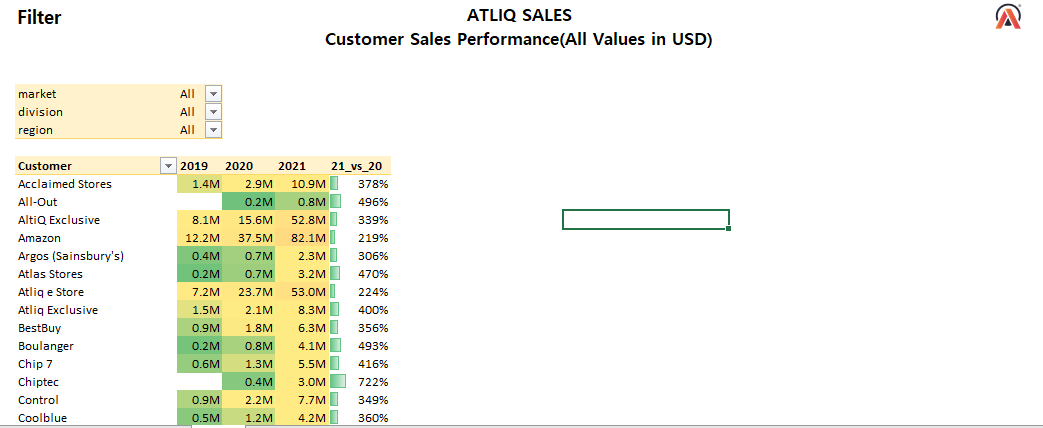 Filter
ATLIQ SALES
Customer Sales Performance(All Values in USD)
market All
division All
region All
Customer 2019 2020 2021 21_vs_20
Acclaimed Stores 1.4M 2.9M 10.9M 378%
All-Out 0.2M 0.8M 496%
AltiQ Exclusive 8.1M 15.6M 52.8M 339%
Amazon 12.2M 37.5M 82.1M 219%
Argos (Sainsbury's) 0.4M 0.7M 2.3M 306%
Atlas Stores 0.2M 0.7M 3.2M 470%
Atliq e Store 7.2M 23.7M 53.0M 224%
Atliq Exclusive 1.5M 2.1M 8.3M 400%
BestBuy 0.9M 1.8M 6.3M 356%
Boulanger 0.2M 0.8M 4.1M 493%
Chip 7 0.6M 1.3M 5.5M 416%
Chiptec 0.4M 3.0M 722%
Control 0.9M 2.2M 7.7M 349%
Coolblue 0.5M 1.2M 4.2M 360%